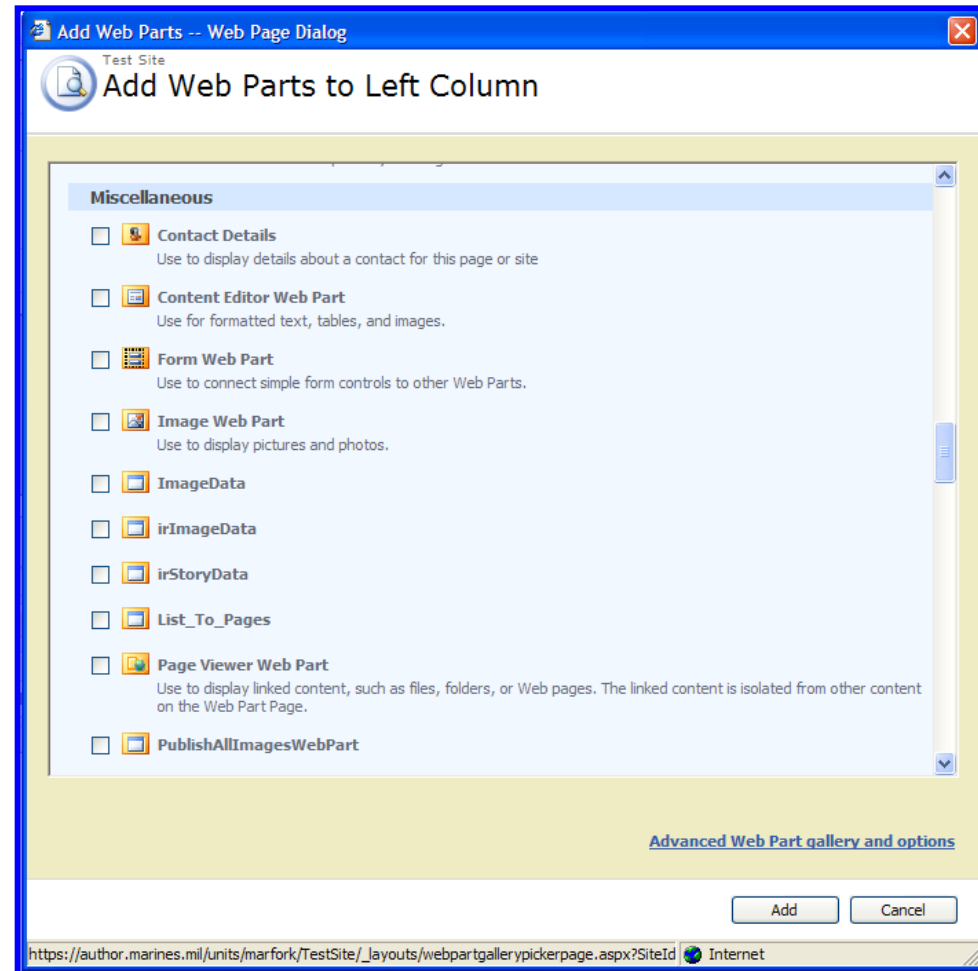 Add Web Parts -- Web Page Dialog
Test Site
Add Web Parts to Left Column
Miscellaneous
Contact Details
Use to display details about a contact for this page or site
Content Editor Web Part
Use for formatted text, tables, and images.
Form Web Part
Use to connect simple form controls to other Web Parts.
Image Web Part
Use to display pictures and photos.
ImageData
irImageData
irStoryData
List_To_Pages
Page Viewer Web Part
Use to display linked content, such as files, folders, or Web pages. The linked content is isolated from other content
on the Web Part Page.
PublishAllImagesWebPart
Advanced Web Part gallery and options
Add Cancel
https://author.marines.mil/units/marfork/TestSite/_layouts/webpartgallerypickerpage.aspx?SiteId Internet